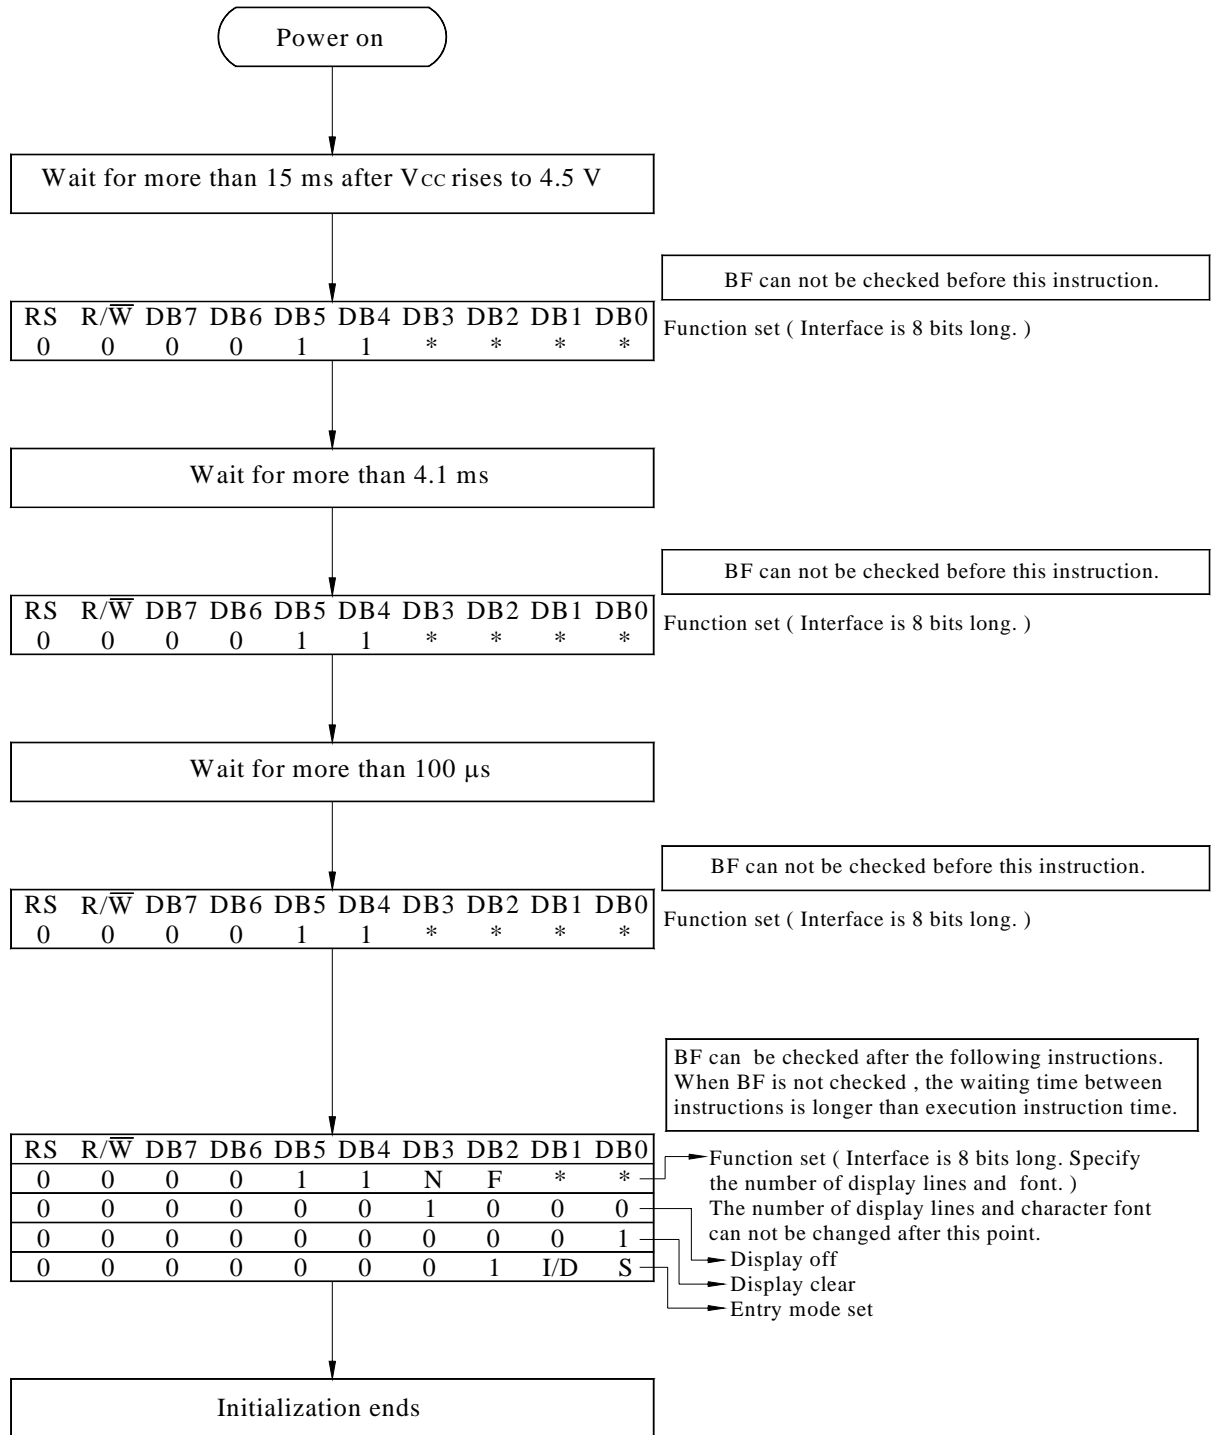 Power on
Wait for more than 15 ms after VCC rises to 4.5 V
BF can not be checked before this instruction.
RS R/W̅ DB7 DB6 DB5 DB4 DB3 DB2 DB1 DB0
0 0 0 0 1 1 * * * *
Function set ( Interface is 8 bits long. )
Wait for more than 4.1 ms
BF can not be checked before this instruction.
RS R/W̅ DB7 DB6 DB5 DB4 DB3 DB2 DB1 DB0
0 0 0 0 1 1 * * * *
Function set ( Interface is 8 bits long. )
Wait for more than 100 μs
BF can not be checked before this instruction.
RS R/W̅ DB7 DB6 DB5 DB4 DB3 DB2 DB1 DB0
0 0 0 0 1 1 * * * *
Function set ( Interface is 8 bits long. )
BF can be checked after the following instructions.
When BF is not checked , the waiting time between
instructions is longer than execution instruction time.
RS R/W̅ DB7 DB6 DB5 DB4 DB3 DB2 DB1 DB0
0 0 0 0 1 1 N F * *
0 0 0 0 0 0 1 0 0 0
0 0 0 0 0 0 0 0 0 1
0 0 0 0 0 0 0 1 I/D S
Function set ( Interface is 8 bits long. Specify
the number of display lines and font. )
The number of display lines and character font
can not be changed after this point.
Display off
Display clear
Entry mode set
Initialization ends